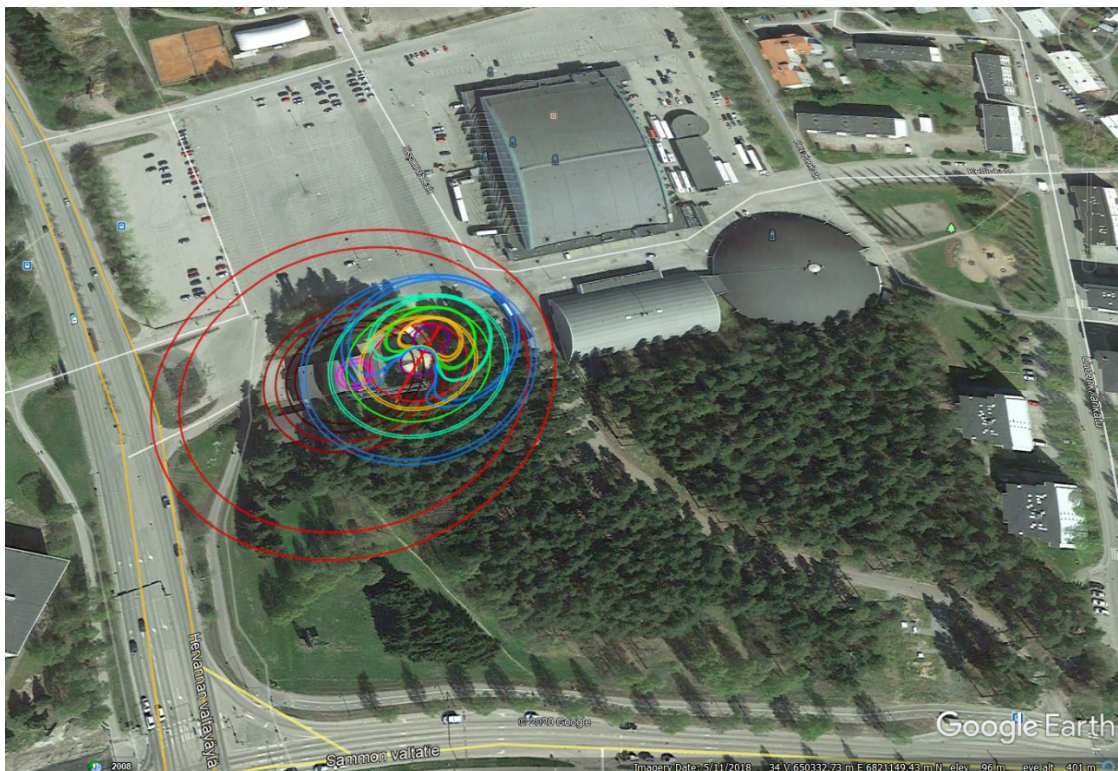 Hervannan valtaväylä
Sammon valtatie
© 2020 Google
Google Earth
2008
Imagery Date: 5/11/2018 34 V 650332.73 m E 6821149.43 m N elev 96 m eye alt 401 m